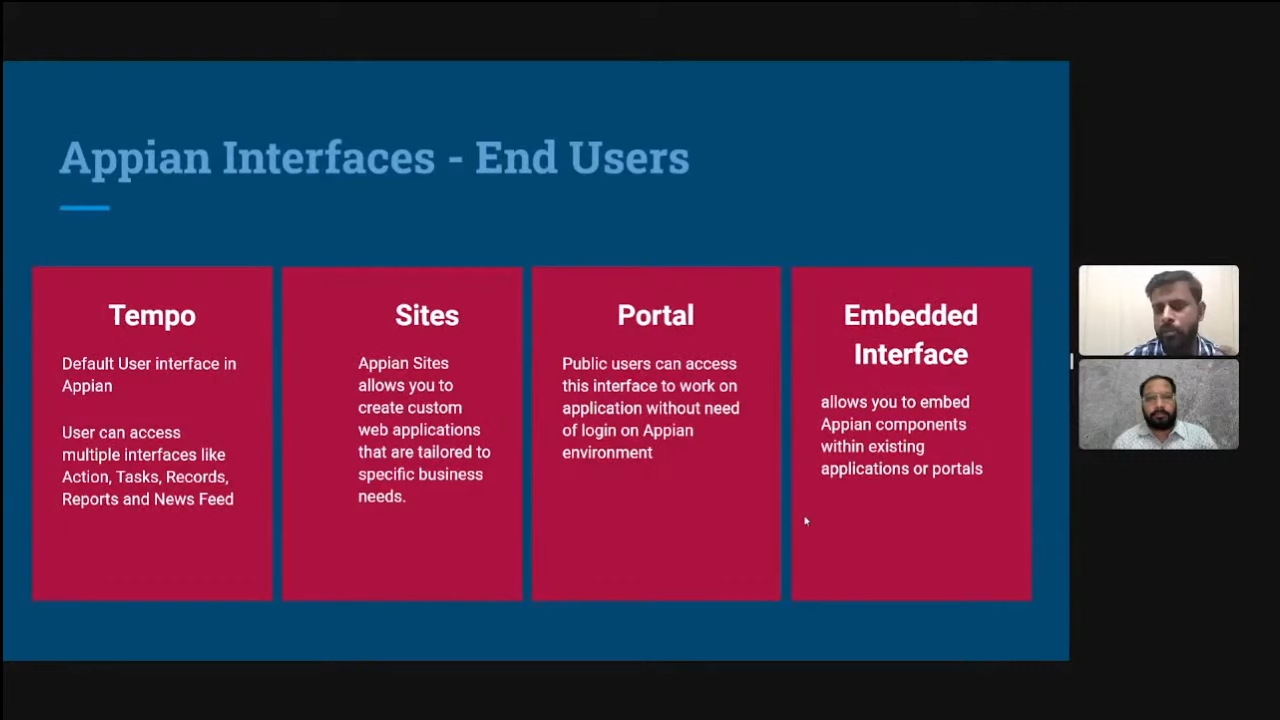 Appian Interfaces - End Users
Tempo
Default User interface in
Appian
User can access
multiple interfaces like
Action, Tasks, Records,
Reports and News Feed
Sites
Appian Sites
allows you to
create custom
web applications
that are tailored to
specific business
needs.
Portal
Public users can access
this interface to work on
application without need
of login on Appian
environment
Embedded
Interface
allows you to embed
Appian components
within existing
applications or portals